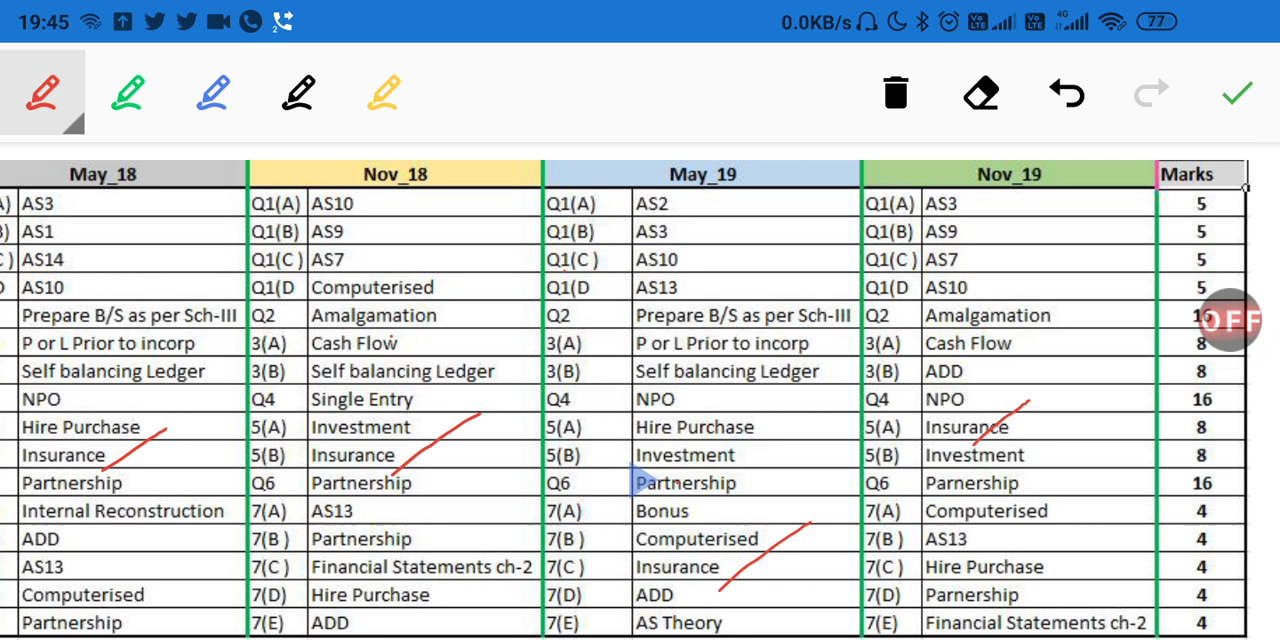 19:45 2 0.0KB/s Vo LTE Vo LTE 4G 77
May_18 Nov_18 May_19 Nov_19 Marks
A) AS3 Q1(A) AS10 Q1(A) AS2 Q1(A) AS3 5
B) AS1 Q1(B) AS9 Q1(B) AS3 Q1(B) AS9 5
C ) AS14 Q1(C ) AS7 Q1(C ) AS10 Q1(C ) AS7 5
D AS10 Q1(D Computerised Q1(D AS13 Q1(D AS10 5
Prepare B/S as per Sch-III Q2 Amalgamation Q2 Prepare B/S as per Sch-III Q2 Amalgamation 16 OFF
P or L Prior to incorp 3(A) Cash Flow 3(A) P or L Prior to incorp 3(A) Cash Flow 8
Self balancing Ledger 3(B) Self balancing Ledger 3(B) Self balancing Ledger 3(B) ADD 8
NPO Q4 Single Entry Q4 NPO Q4 NPO 16
Hire Purchase 5(A) Investment 5(A) Hire Purchase 5(A) Insurance 8
Insurance 5(B) Insurance 5(B) Investment 5(B) Investment 8
Partnership Q6 Partnership Q6 Partnership Q6 Parnership 16
Internal Reconstruction 7(A) AS13 7(A) Bonus 7(A) Computerised 4
ADD 7(B ) Partnership 7(B ) Computerised 7(B ) AS13 4
AS13 7(C ) Financial Statements ch-2 7(C ) Insurance 7(C ) Hire Purchase 4
Computerised 7(D) Hire Purchase 7(D) ADD 7(D) Parnership 4
Partnership 7(E) ADD 7(E) AS Theory 7(E) Financial Statements ch-2 4